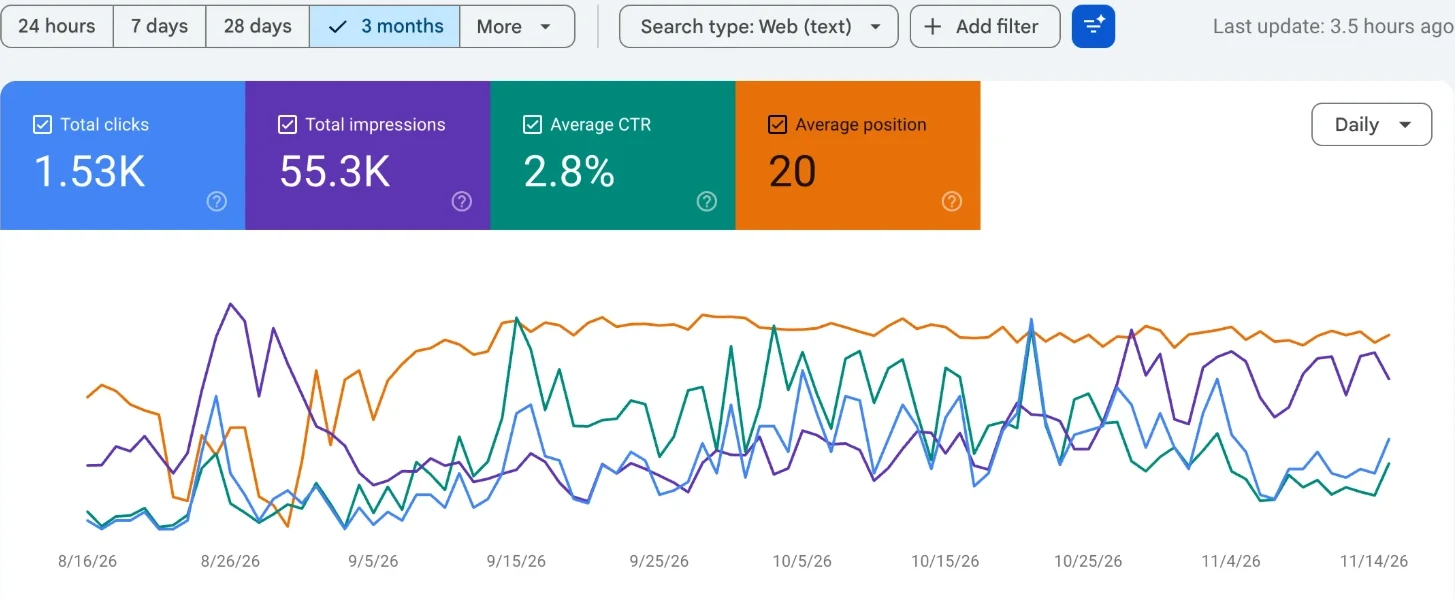 24 hours 7 days 28 days 3 months More Search type: Web (text) Add filter Last update: 3.5 hours ago
Total clicks Total impressions Average CTR Average position Daily
1.53K 55.3K 2.8% 20
8/16/26 8/26/26 9/5/26 9/15/26 9/25/26 10/5/26 10/15/26 10/25/26 11/4/26 11/14/26